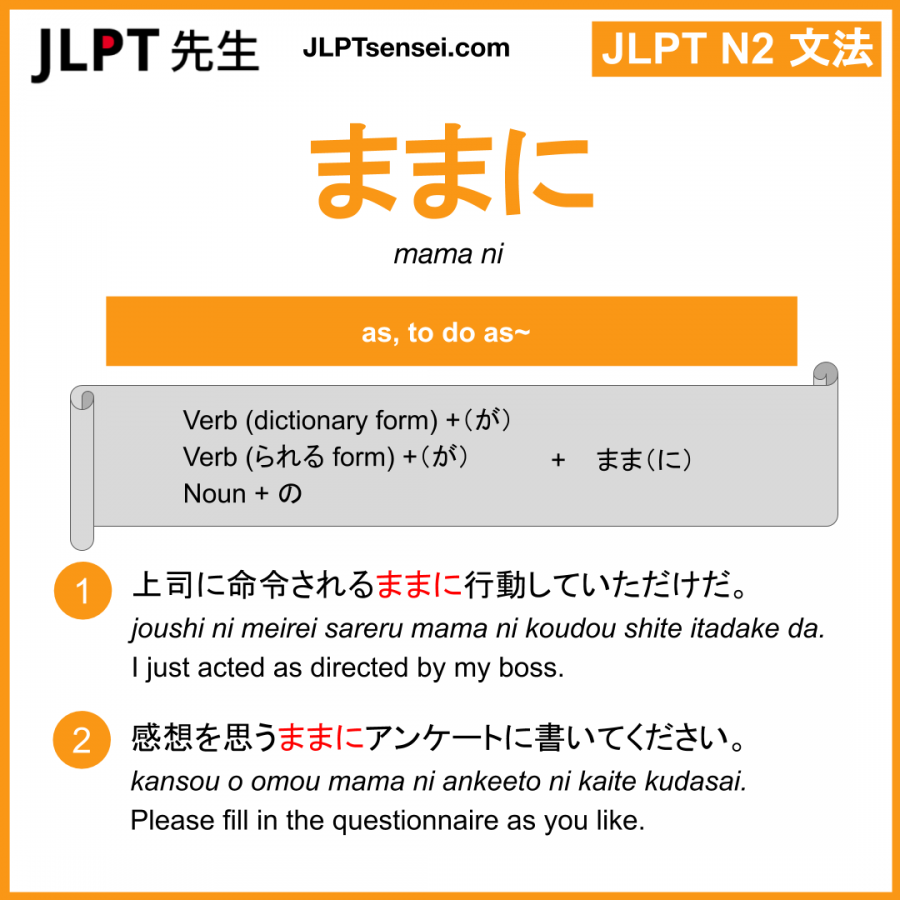 JLPT 先生
JLPTsensei.com
JLPT N2 文法
ままに
mama ni
as, to do as~
Verb (dictionary form) +（が）
Verb (られる form) +（が）
Noun + の
+ まま（に）
1
上司に命令されるままに行動していただけだ。
joushi ni meirei sareru mama ni koudou shite itadake da.
I just acted as directed by my boss.
2
感想を思うままにアンケートに書いてください。
kansou o omou mama ni ankeeto ni kaite kudasai.
Please fill in the questionnaire as you like.